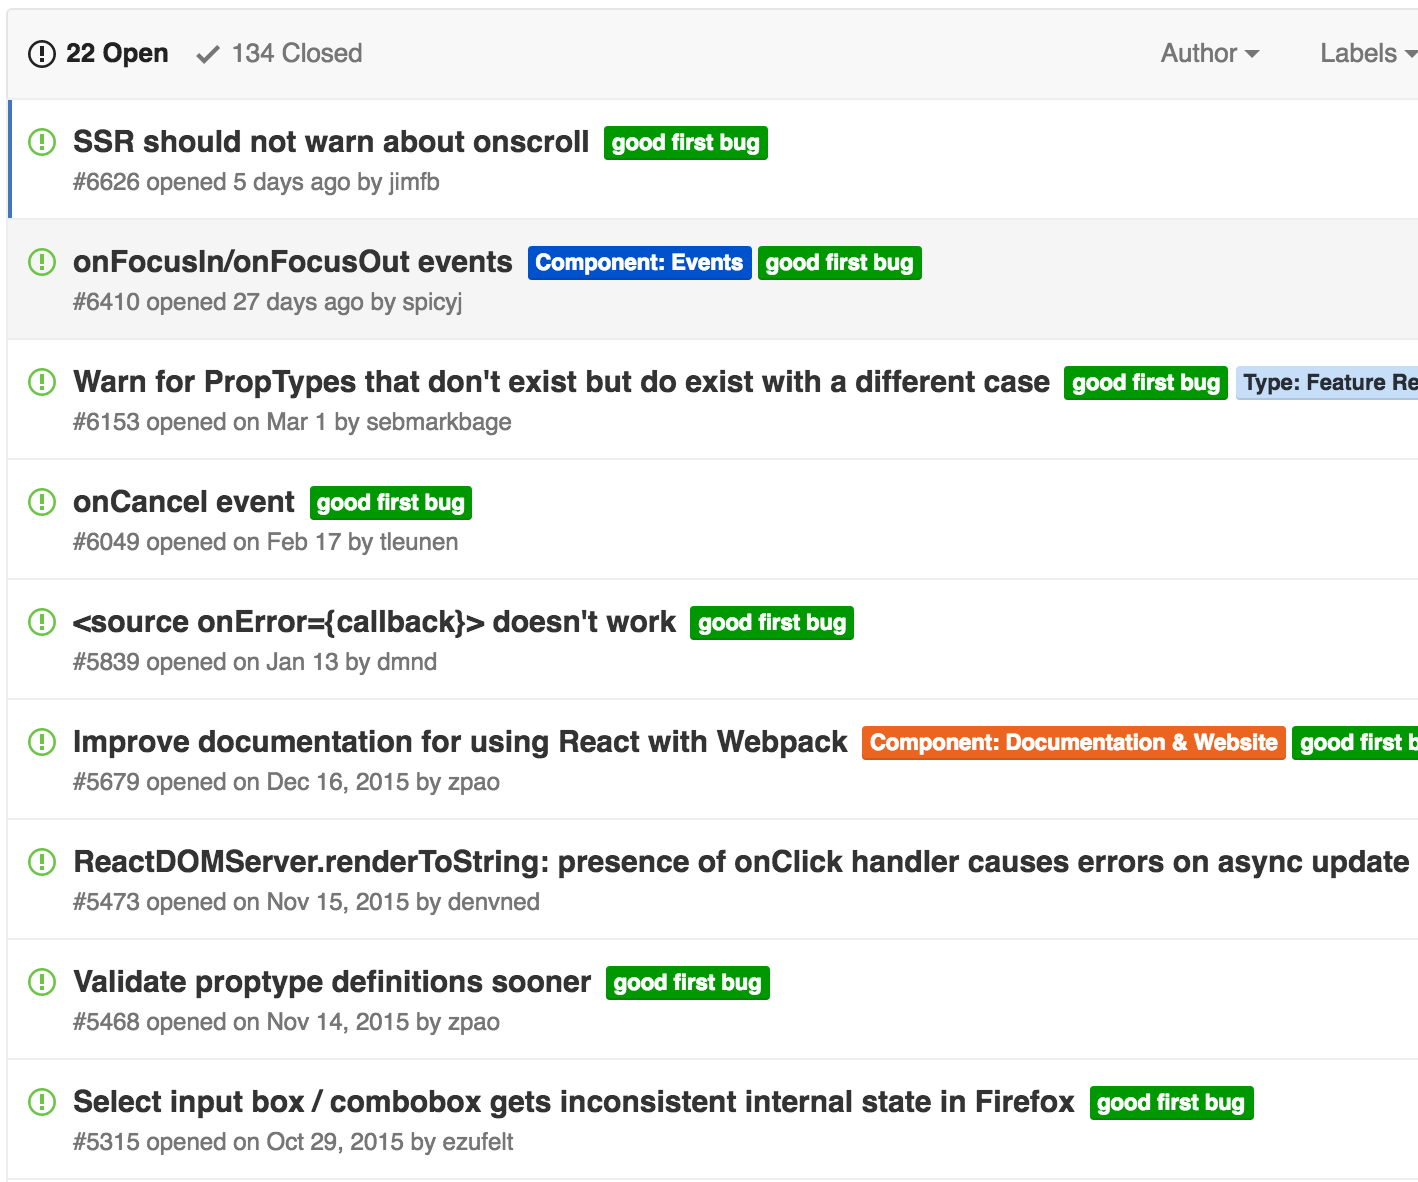 22 Open 134 Closed Author Labels
SSR should not warn about onscroll good first bug
#6626 opened 5 days ago by jimfb
onFocusIn/onFocusOut events Component: Events good first bug
#6410 opened 27 days ago by spicyj
Warn for PropTypes that don't exist but do exist with a different case good first bug Type: Feature Re
#6153 opened on Mar 1 by sebmarkbage
onCancel event good first bug
#6049 opened on Feb 17 by tleunen
<source onError={callback}> doesn't work good first bug
#5839 opened on Jan 13 by dmnd
Improve documentation for using React with Webpack Component: Documentation & Website good first b
#5679 opened on Dec 16, 2015 by zpao
ReactDOMServer.renderToString: presence of onClick handler causes errors on async update
#5473 opened on Nov 15, 2015 by denvned
Validate proptype definitions sooner good first bug
#5468 opened on Nov 14, 2015 by zpao
Select input box / combobox gets inconsistent internal state in Firefox good first bug
#5315 opened on Oct 29, 2015 by ezufelt